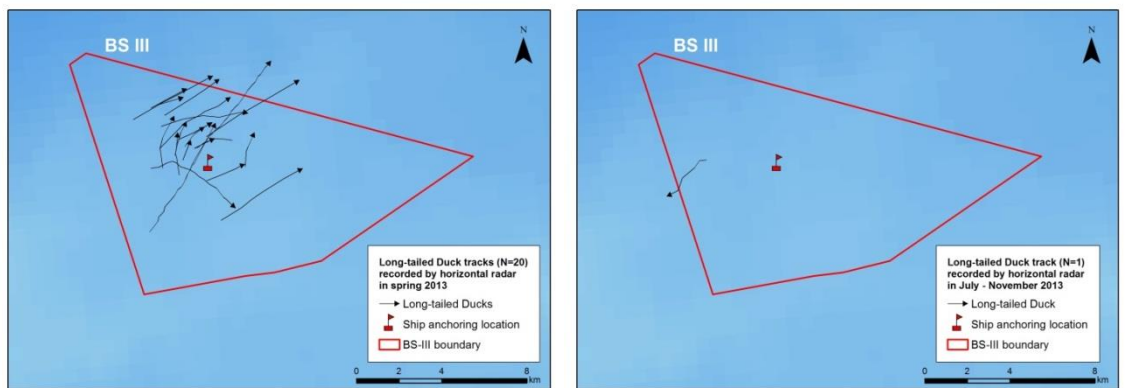 BS III
N
Long-tailed Duck tracks (N=20)
recorded by horizontal radar
in spring 2013
Long-tailed Ducks
Ship anchoring location
BS-III boundary
0 2 4 8
km
BS III
N
Long-tailed Duck track (N=1)
recorded by horizontal radar
in July - November 2013
Long-tailed Duck
Ship anchoring location
BS-III boundary
0 2 4 8
km